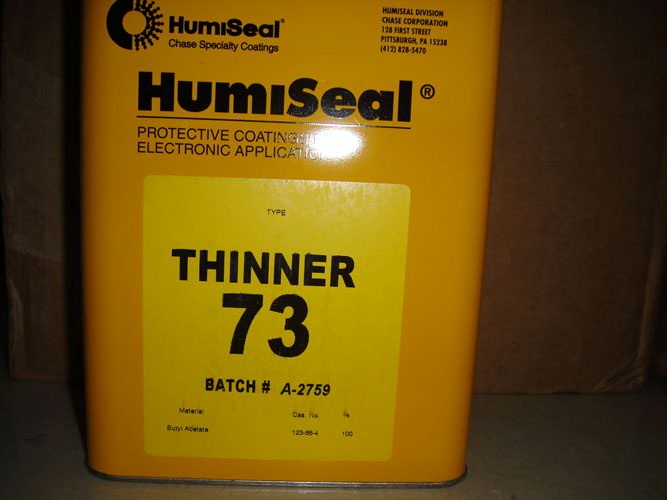 HUMISEAL DIVISION
CHASE CORPORATION
128 FIRST STREET
PITTSBURGH, PA 15238
(412) 828-5470
HumiSeal®
Chase Specialty Coatings
HumiSeal®
PROTECTIVE COATING
ELECTRONIC APPLICATION
TYPE
THINNER
73
BATCH # A-2759
Material Cas. No. %
Butyl Acetate 123-86-4 100